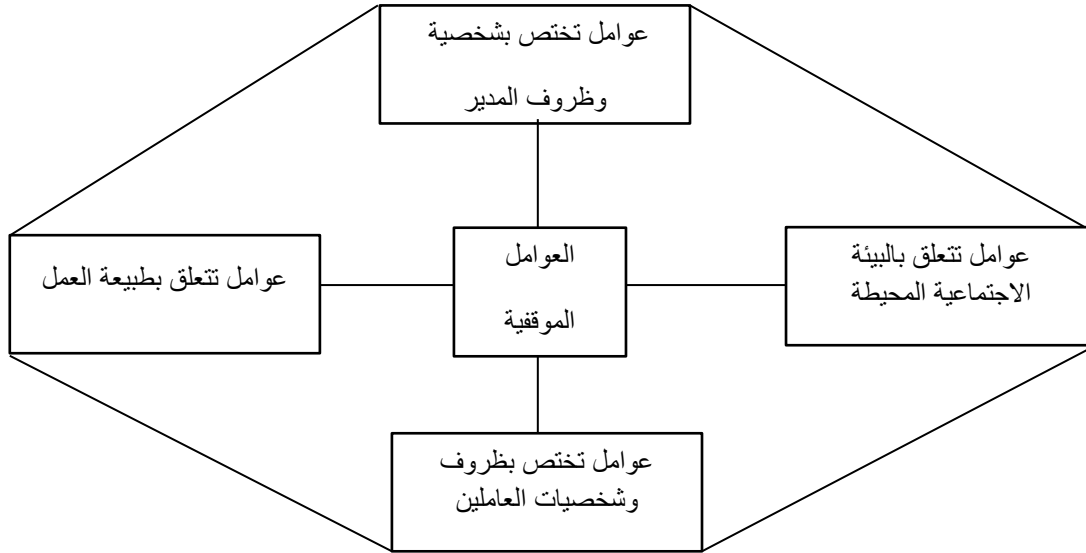 عوامل تختص بشخصية
وظروف المدير
عوامل تتعلق بالبيئة
الاجتماعية المحيطة
العوامل
الموقفية
عوامل تتعلق بطبيعة العمل
عوامل تختص بظروف
وشخصيات العاملين